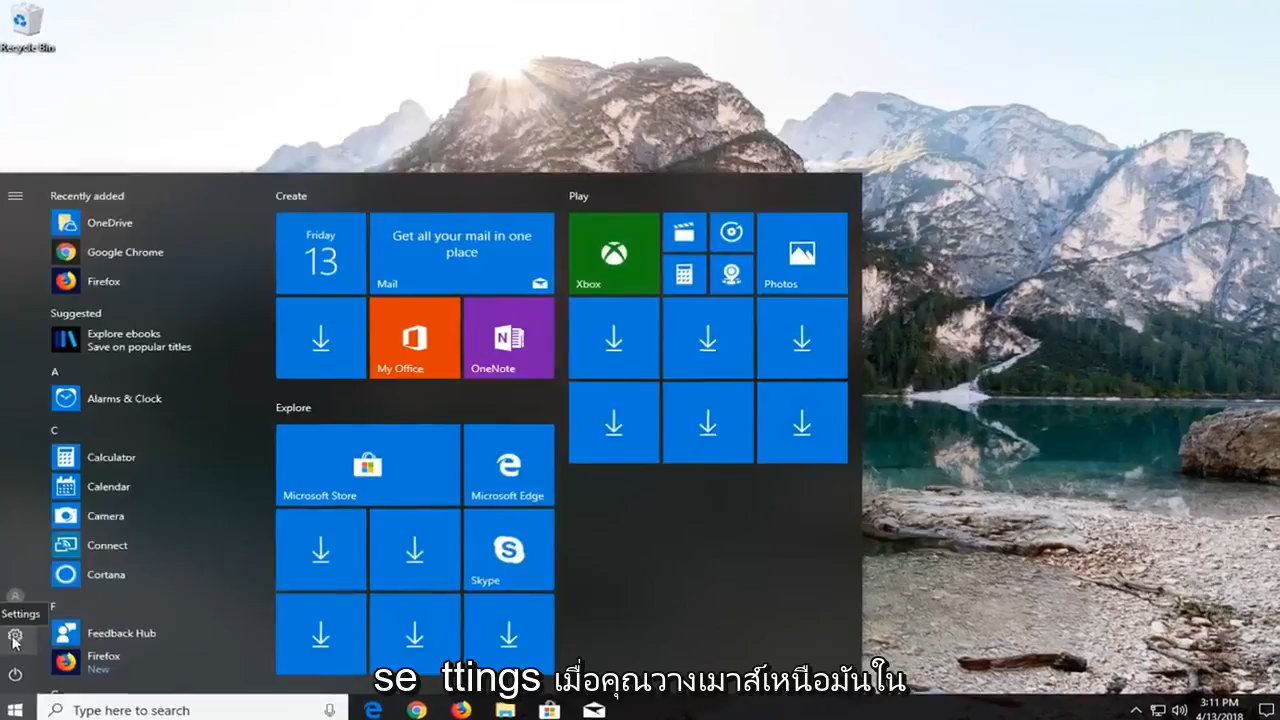 Recycle Bin
Recently added
OneDrive
Google Chrome
Firefox
Suggested
Explore ebooks
Save on popular titles
A
Alarms & Clock
C
Calculator
Calendar
Camera
Connect
Cortana
F
Feedback Hub
Firefox
New
Settings
Create
Friday
13
Get all your mail in one
place
Mail
My Office
OneNote
Explore
Microsoft Store
Microsoft Edge
Skype
Play
Xbox
Photos
se ttings เมื่อคุณวางเมาส์เหนือมันใน
Type here to search
3:11 PM
4/13/2018